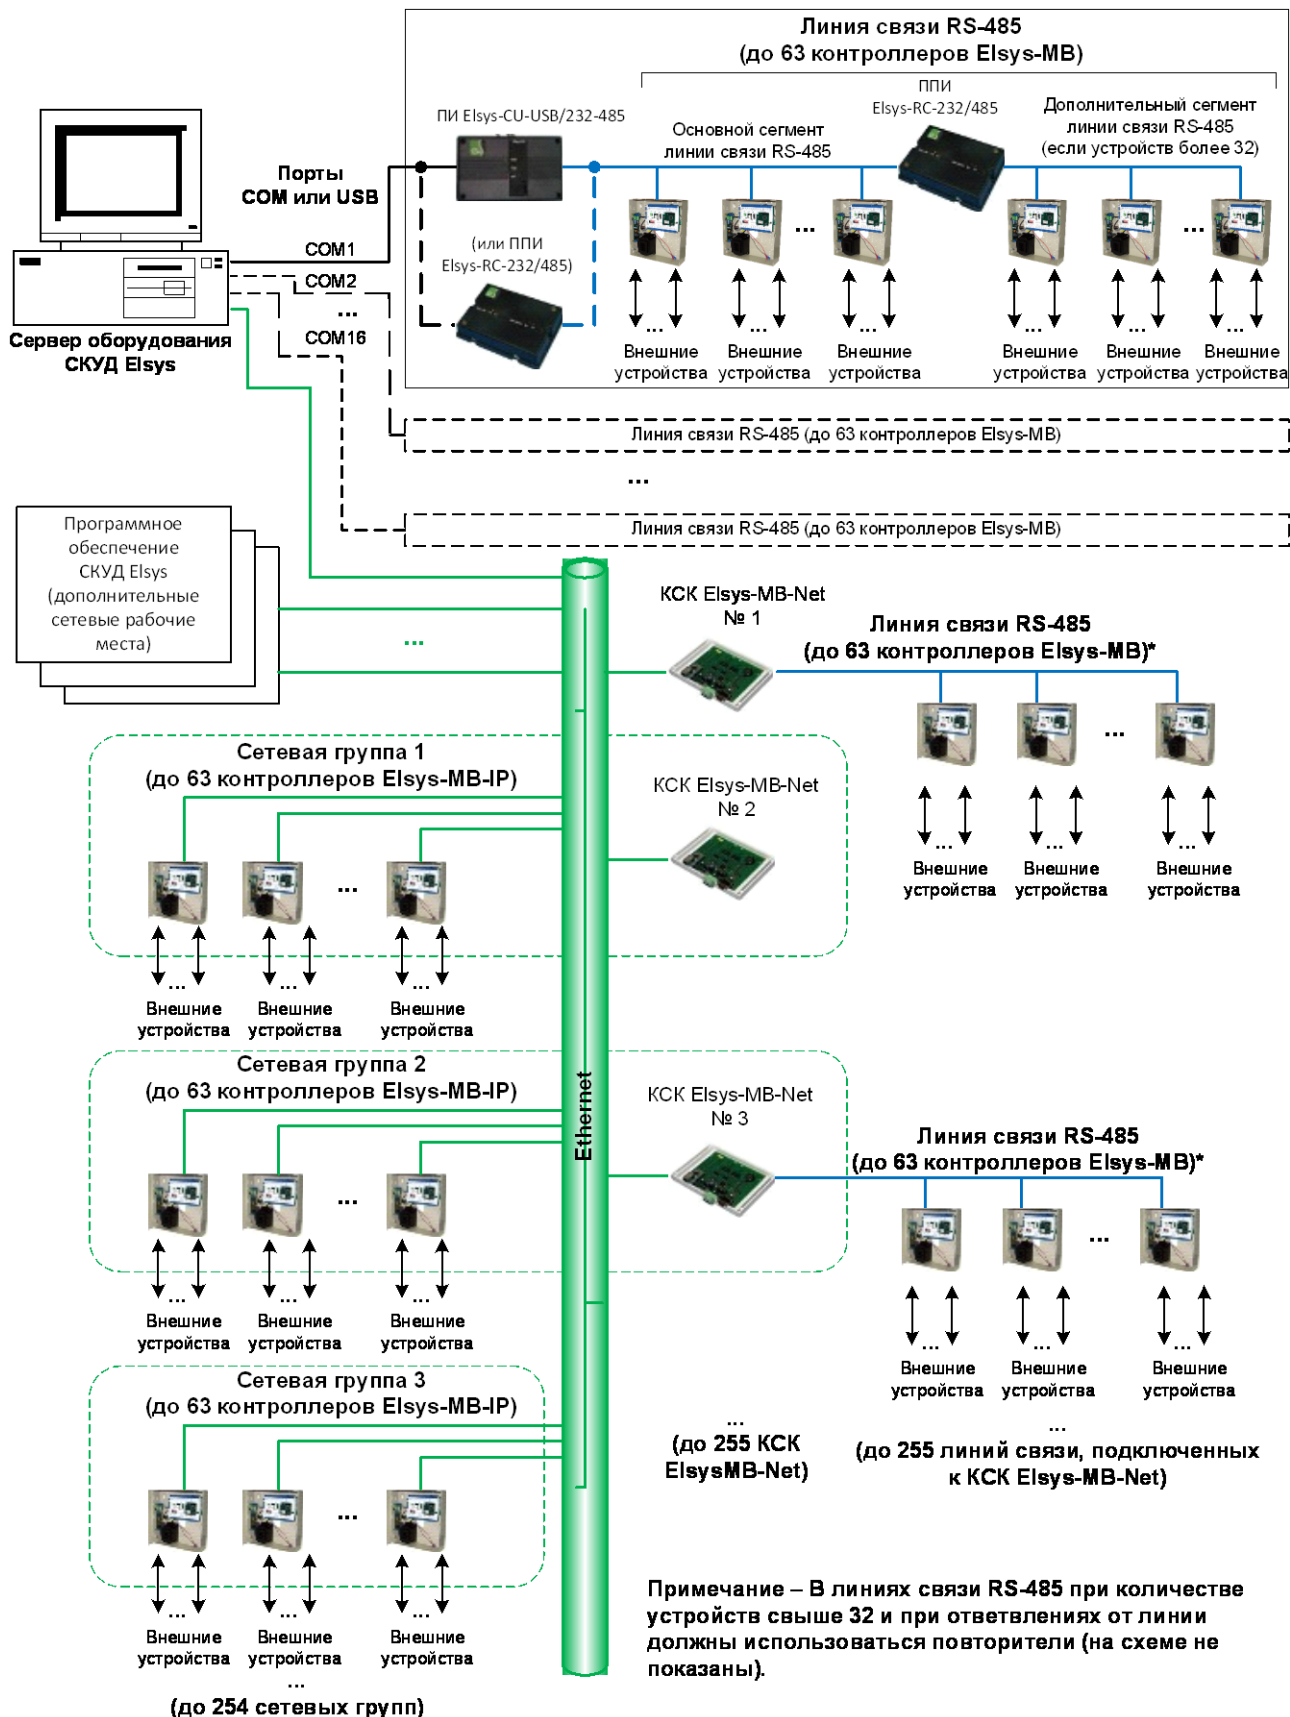 Линия связи RS-485
(до 63 контроллеров Elsys-MB)
ПИ Elsys-CU-USB/232-485
Основной сегмент
линии связи RS-485
ППИ
Elsys-RC-232/485
Дополнительный сегмент
линии связи RS-485
(если устройств более 32)
Порты
COM или USB
(или ППИ
Elsys-RC-232/485)
COM1
COM2
...
COM16
Сервер оборудования
СКУД Elsys
...
...
...
...
...
...
...
...
Внешние
устройства
Внешние
устройства
Внешние
устройства
Внешние
устройства
Внешние
устройства
Внешние
устройства
Линия связи RS-485 (до 63 контроллеров Elsys-MB)
...
Линия связи RS-485 (до 63 контроллеров Elsys-MB)
Программное
обеспечение
СКУД Elsys
(дополнительные
сетевые рабочие
места)
...
Ethernet
КСК Elsys-MB-Net
№ 1
Линия связи RS-485
(до 63 контроллеров Elsys-MB)*
...
...
...
...
Внешние
устройства
Внешние
устройства
Внешние
устройства
Сетевая группа 1
(до 63 контроллеров Elsys-MB-IP)
КСК Elsys-MB-Net
№ 2
...
...
...
...
Внешние
устройства
Внешние
устройства
Внешние
устройства
Сетевая группа 2
(до 63 контроллеров Elsys-MB-IP)
КСК Elsys-MB-Net
№ 3
...
...
...
...
Внешние
устройства
Внешние
устройства
Внешние
устройства
Линия связи RS-485
(до 63 контроллеров Elsys-MB)*
...
...
...
...
Внешние
устройства
Внешние
устройства
Внешние
устройства
Сетевая группа 3
(до 63 контроллеров Elsys-MB-IP)
...
...
...
...
Внешние
устройства
Внешние
устройства
Внешние
устройства
...
(до 254 сетевых групп)
...
(до 255 КСК
ElsysMB-Net)
...
(до 255 линий связи, подключенных
к КСК Elsys-MB-Net)
Примечание – В линиях связи RS-485 при количестве
устройств свыше 32 и при ответвлениях от линии
должны использоваться повторители (на схеме не
показаны).